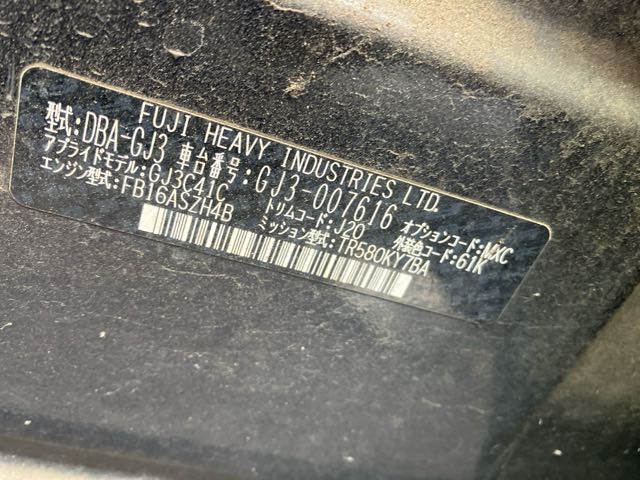 FUJI HEAVY INDUSTRIES LTD.
型式:DBA-GJ3 車台番号:GJ3-007616
アプライドモデル:GJ3C41C トリムコード:J20 オプションコード:MXC
エンジン型式:FB16ASZH4B ミッション型式:TR580KY7BA 外装色コード:61K